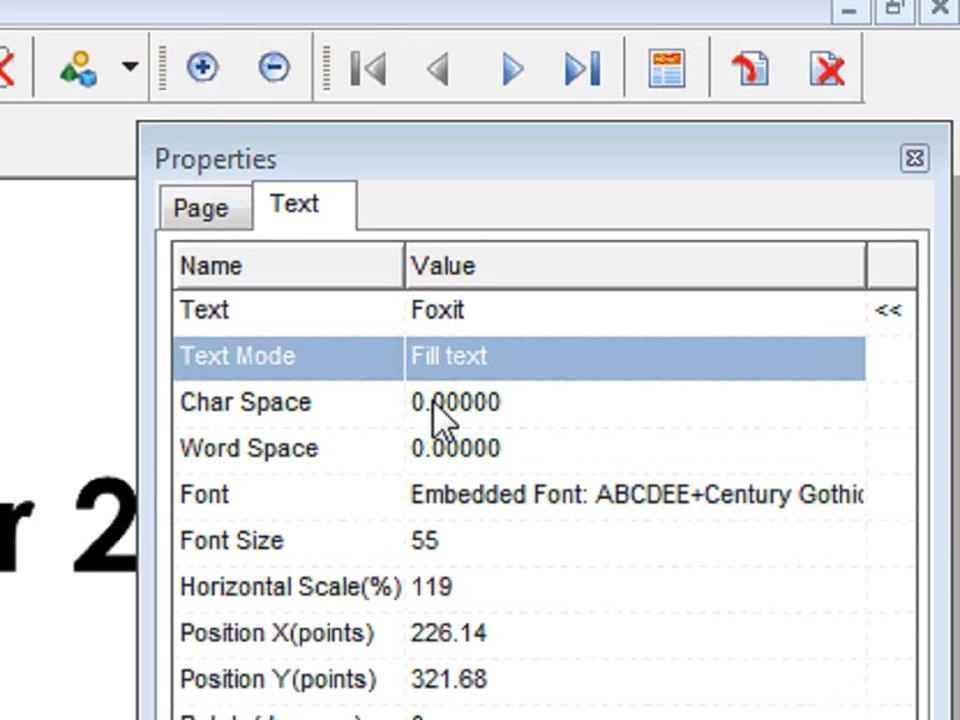 Properties
Page Text
Name Value
Text Foxit <<
Text Mode Fill text
Char Space 0.00000
Word Space 0.00000
Font Embedded Font: ABCDEE+Century Gothic
Font Size 55
Horizontal Scale(%) 119
Position X(points) 226.14
Position Y(points) 321.68
r 2